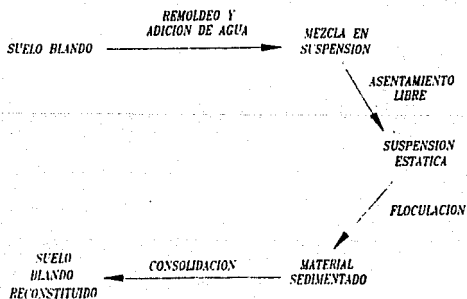 REMOLDEO Y
ADICION DE AGUA
SUELO BLANDO
MEZCLA EN
SUSPENSION
ASENTAMIENTO
LIBRE
SUSPENSION
ESTATICA
FLOCULACION
MATERIAL
SEDIMENTADO
CONSOLIDACION
SUELO
BLANDO
RECONSTITUIDO